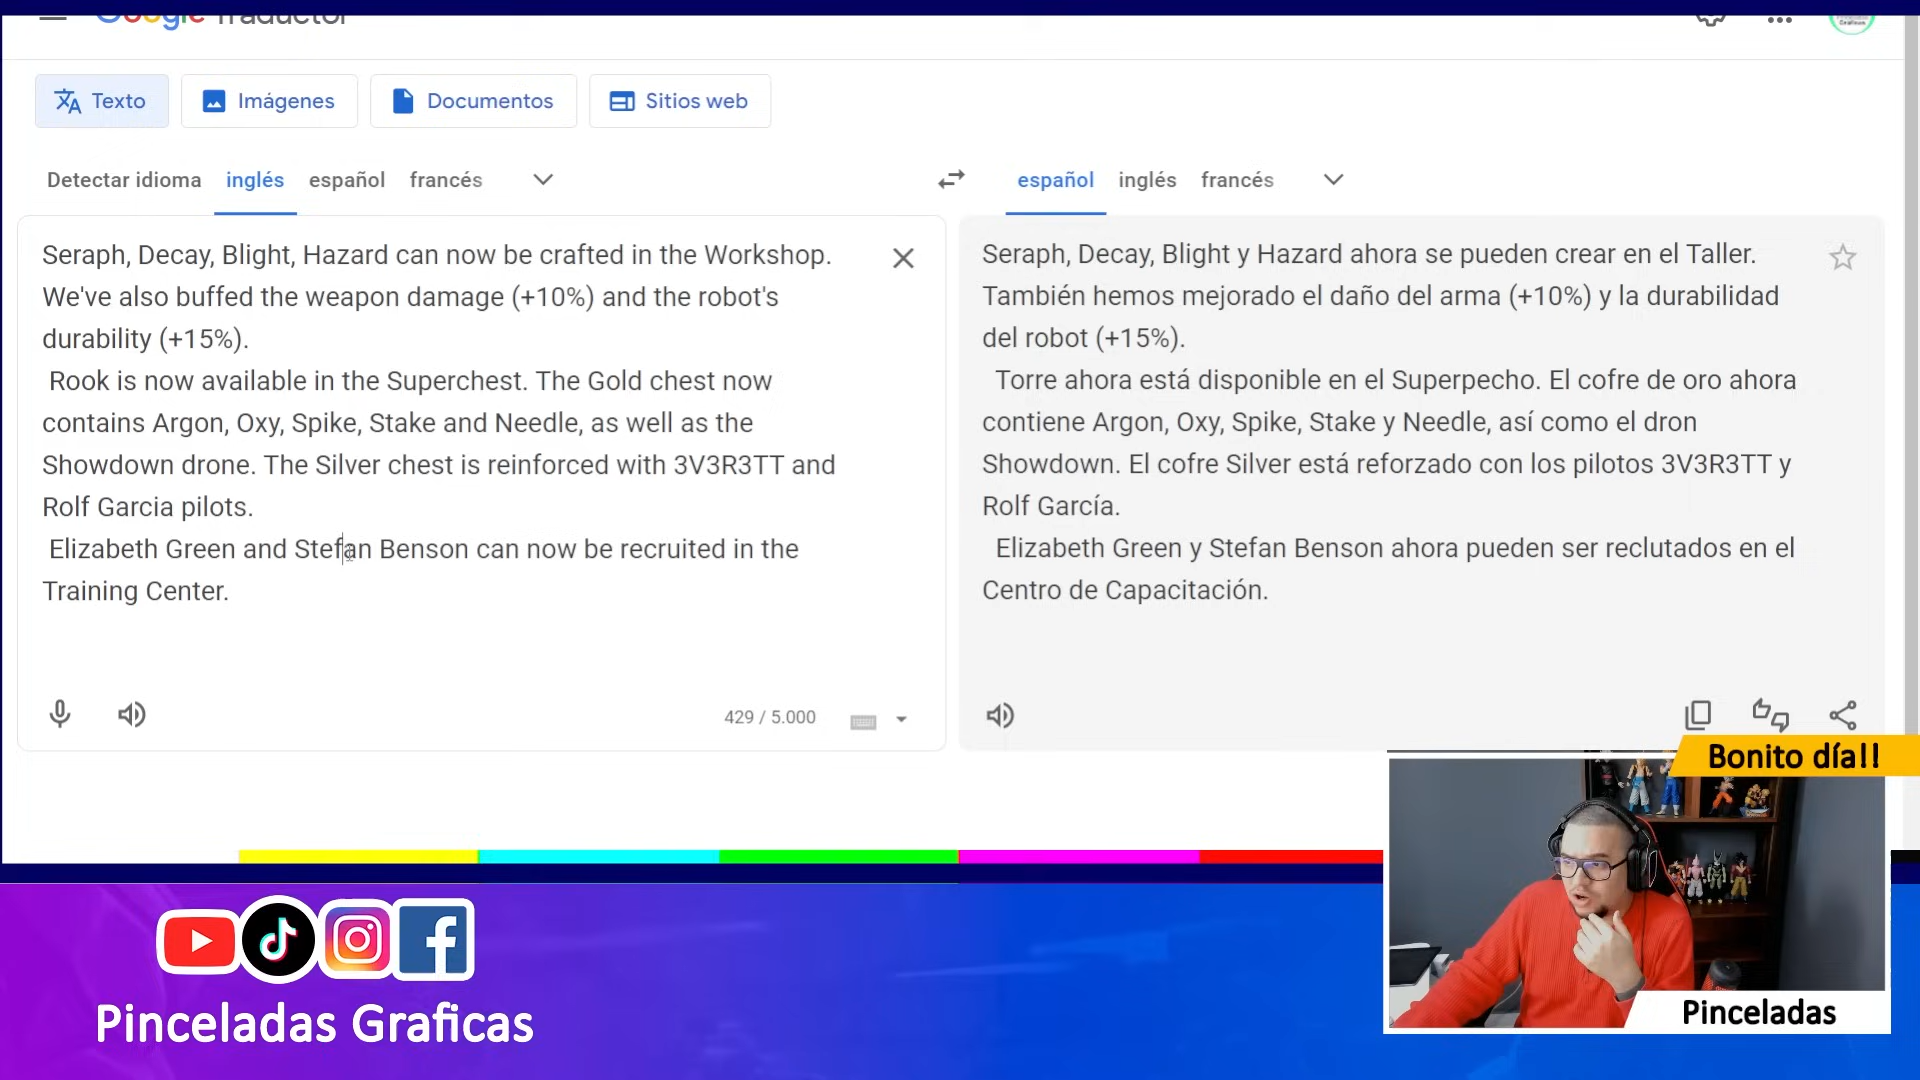 Google Traductor
Texto
Imágenes
Documentos
Sitios web
Detectar idioma
inglés
español
francés
español
inglés
francés
Seraph, Decay, Blight, Hazard can now be crafted in the Workshop.
We've also buffed the weapon damage (+10%) and the robot's
durability (+15%).
Rook is now available in the Superchest. The Gold chest now
contains Argon, Oxy, Spike, Stake and Needle, as well as the
Showdown drone. The Silver chest is reinforced with 3V3R3TT and
Rolf Garcia pilots.
Elizabeth Green and Stefan Benson can now be recruited in the
Training Center.
429 / 5.000
Seraph, Decay, Blight y Hazard ahora se pueden crear en el Taller.
También hemos mejorado el daño del arma (+10%) y la durabilidad
del robot (+15%).
Torre ahora está disponible en el Superpecho. El cofre de oro ahora
contiene Argon, Oxy, Spike, Stake y Needle, así como el dron
Showdown. El cofre Silver está reforzado con los pilotos 3V3R3TT y
Rolf García.
Elizabeth Green y Stefan Benson ahora pueden ser reclutados en el
Centro de Capacitación.
Bonito día!!
Pinceladas Graficas
Pinceladas